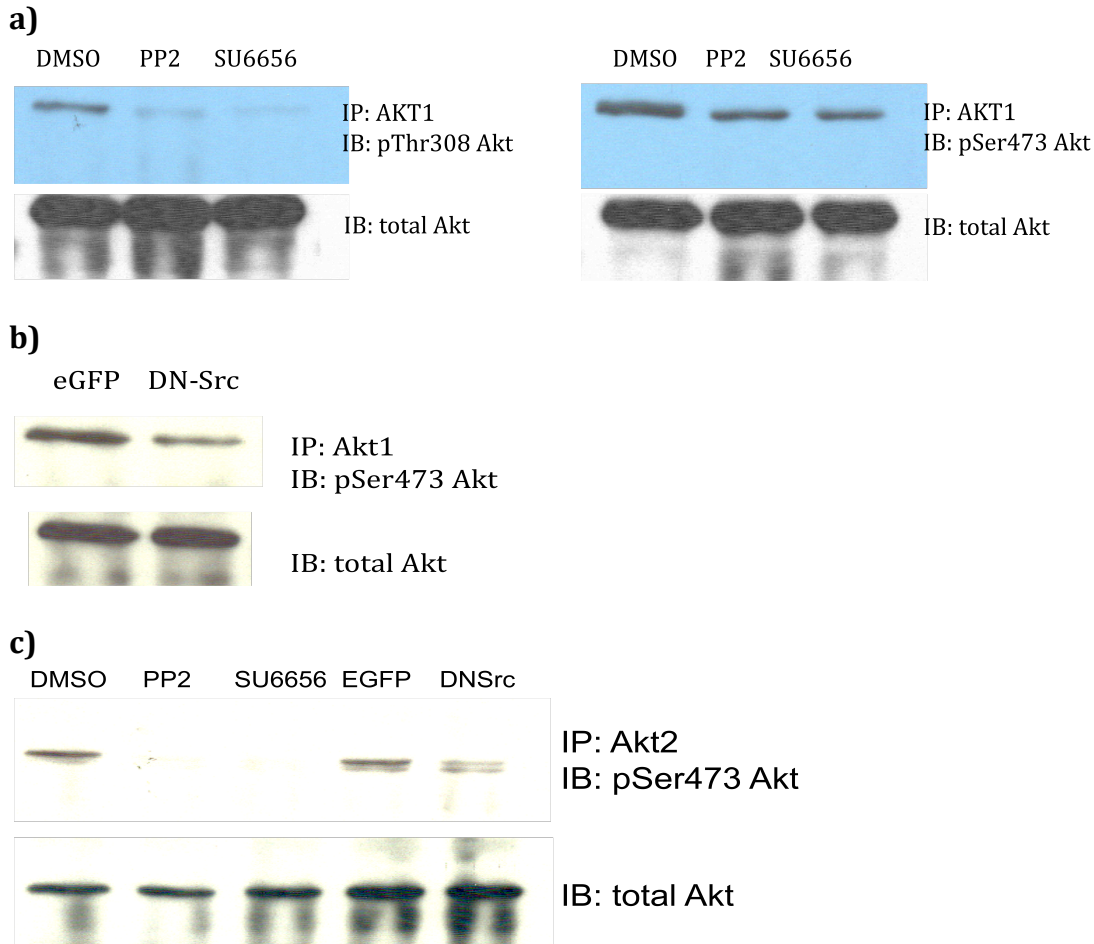 a)
DMSO PP2 SU6656
IP: AKT1
IB: pThr308 Akt
IB: total Akt
DMSO PP2 SU6656
IP: AKT1
IB: pSer473 Akt
IB: total Akt
b)
eGFP DN-Src
IP: Akt1
IB: pSer473 Akt
IB: total Akt
c)
DMSO PP2 SU6656 EGFP DNSrc
IP: Akt2
IB: pSer473 Akt
IB: total Akt